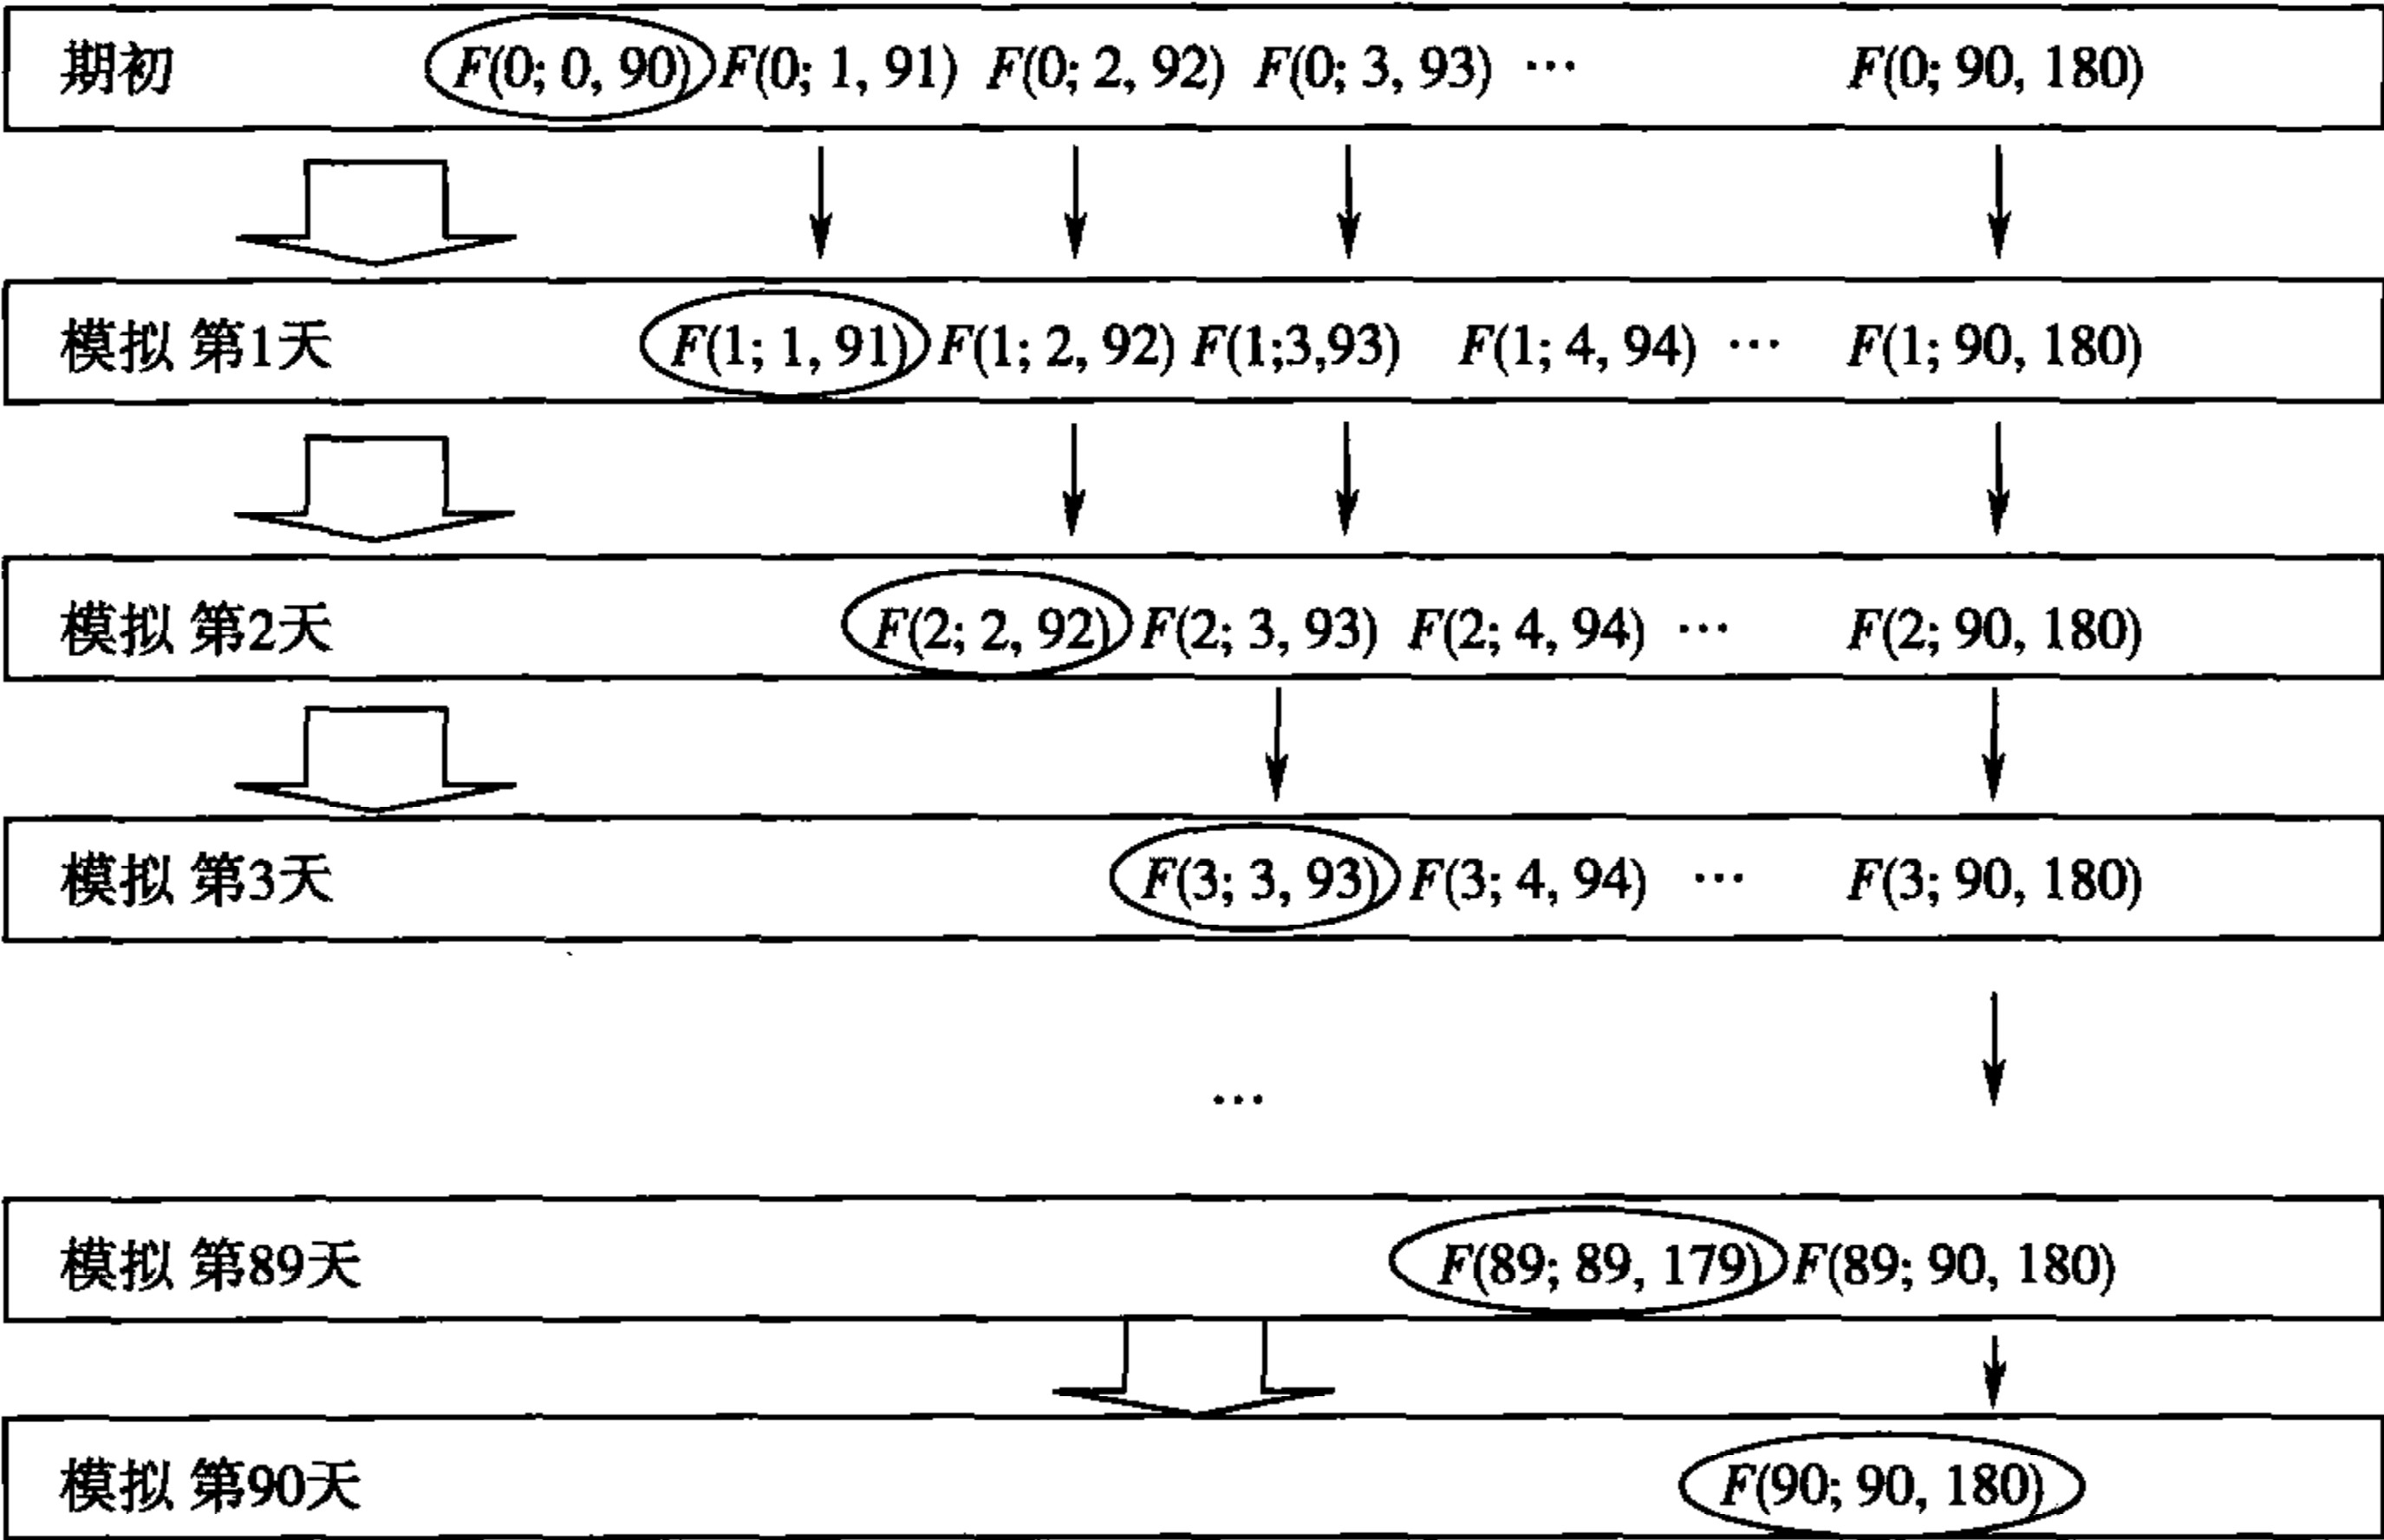 期初 F(0; 0, 90) F(0; 1, 91) F(0; 2, 92) F(0; 3, 93) ··· F(0; 90, 180)
模拟 第1天 F(1; 1, 91) F(1; 2, 92) F(1;3,93) F(1; 4, 94) ··· F(1; 90, 180)
模拟 第2天 F(2; 2, 92) F(2; 3, 93) F(2; 4, 94) ··· F(2; 90, 180)
模拟 第3天 F(3; 3, 93) F(3; 4, 94) ··· F(3; 90, 180)
···
模拟 第89天 F(89; 89, 179) F(89; 90, 180)
模拟 第90天 F(90; 90, 180)